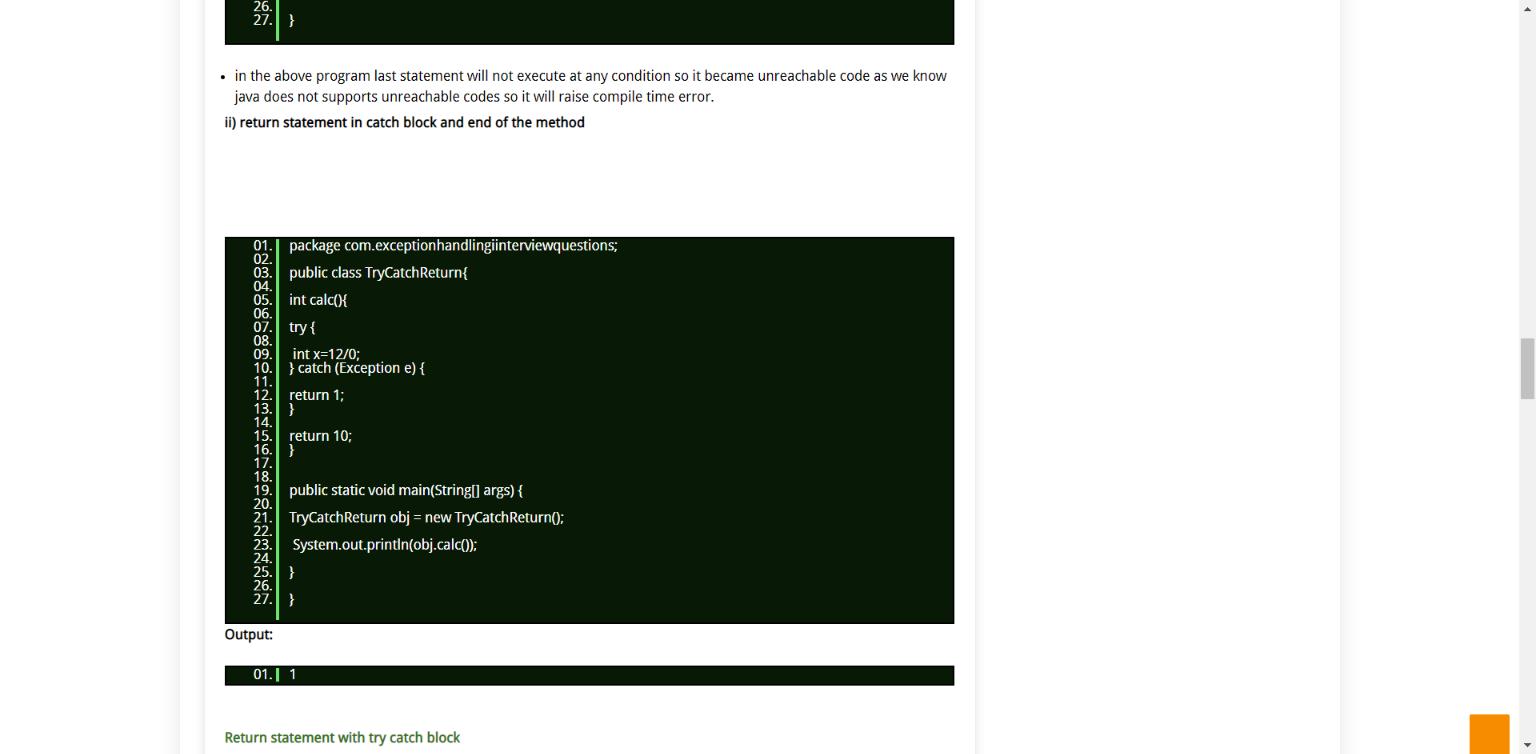 26.
27. }
• in the above program last statement will not execute at any condition so it became unreachable code as we know
java does not supports unreachable codes so it will raise compile time error.
ii) return statement in catch block and end of the method
01. package com.exceptionhandlingiinterviewquestions;
02.
03. public class TryCatchReturn{
04.
05. int calc(){
06.
07. try {
08.
09. int x=12/0;
10. } catch (Exception e) {
11.
12. return 1;
13. }
14.
15. return 10;
16. }
17.
18.
19. public static void main(String[] args) {
20.
21. TryCatchReturn obj = new TryCatchReturn();
22.
23. System.out.println(obj.calc());
24.
25. }
26.
27. }
Output:
01. 1
Return statement with try catch block